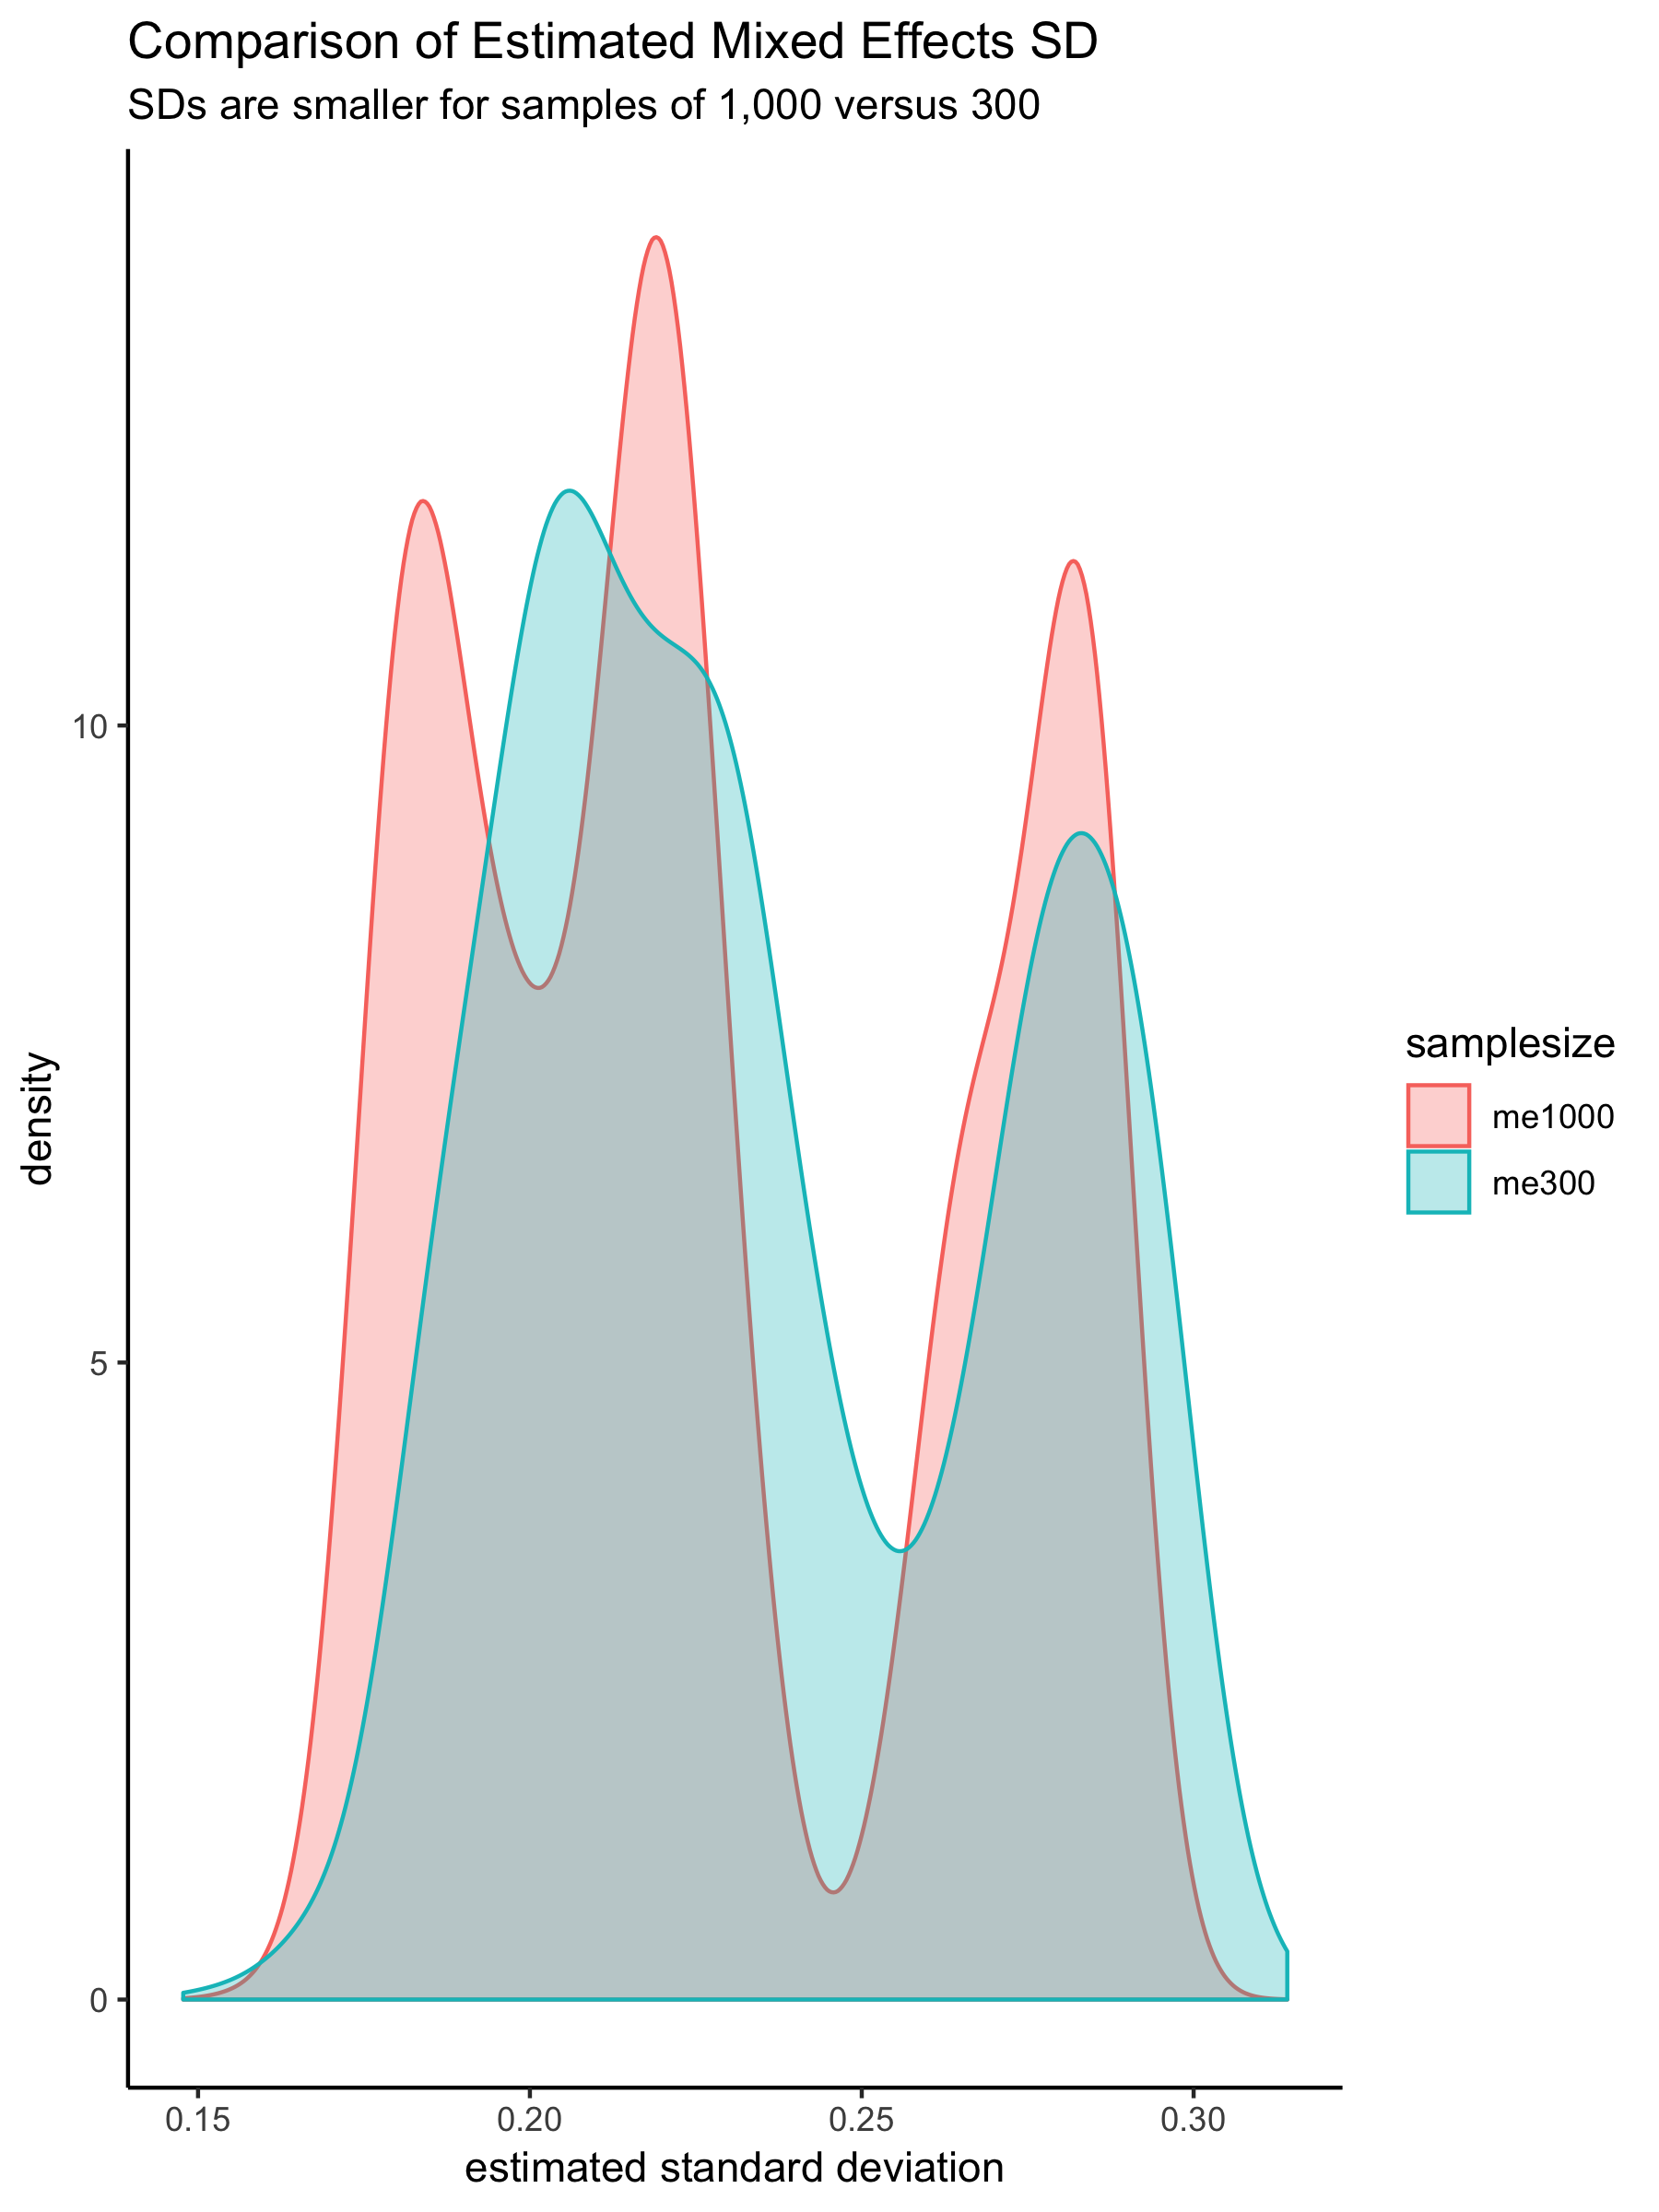 Comparison of Estimated Mixed Effects SD
SDs are smaller for samples of 1,000 versus 300
10
5
0
density
0.15 0.20 0.25 0.30
estimated standard deviation
samplesize
me1000
me300